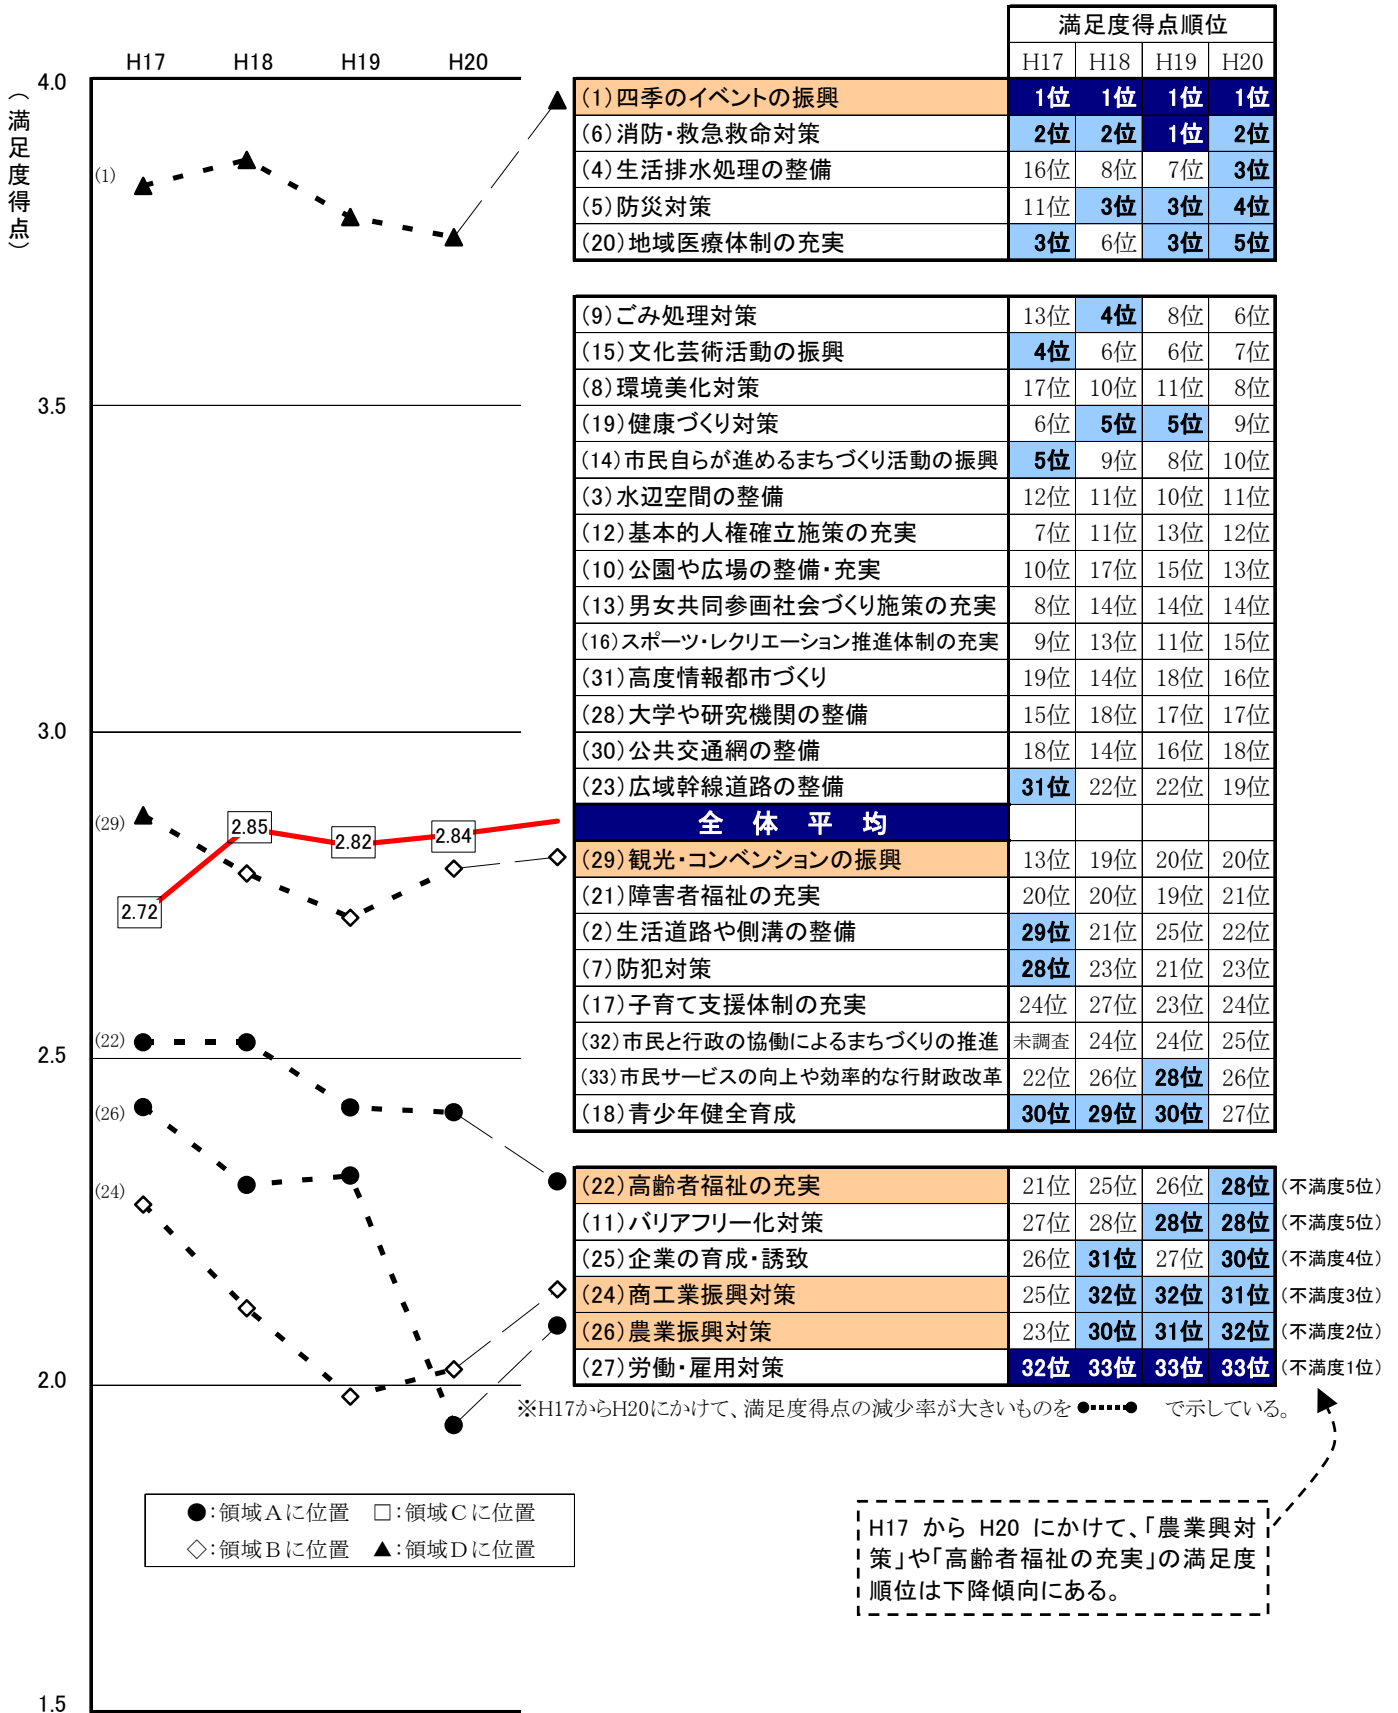 満足度得点順位
H17 H18 H19 H20
H17 H18 H19 H20
(満足度得点)
4.0
3.5
3.0
2.5
2.0
1.5
(1)
(29)
(22)
(26)
(24)
2.72
2.85
2.82
2.84
(1)四季のイベントの振興 1位 1位 1位 1位
(6)消防・救急救命対策 2位 2位 1位 2位
(4)生活排水処理の整備 16位 8位 7位 3位
(5)防災対策 11位 3位 3位 4位
(20)地域医療体制の充実 3位 6位 3位 5位
(9)ごみ処理対策 13位 4位 8位 6位
(15)文化芸術活動の振興 4位 6位 6位 7位
(8)環境美化対策 17位 10位 11位 8位
(19)健康づくり対策 6位 5位 5位 9位
(14)市民自らが進めるまちづくり活動の振興 5位 9位 8位 10位
(3)水辺空間の整備 12位 11位 10位 11位
(12)基本的人権確立施策の充実 7位 11位 13位 12位
(10)公園や広場の整備・充実 10位 17位 15位 13位
(13)男女共同参画社会づくり施策の充実 8位 14位 14位 14位
(16)スポーツ・レクリエーション推進体制の充実 9位 13位 11位 15位
(31)高度情報都市づくり 19位 14位 18位 16位
(28)大学や研究機関の整備 15位 18位 17位 17位
(30)公共交通網の整備 18位 14位 16位 18位
(23)広域幹線道路の整備 31位 22位 22位 19位
全体平均
(29)観光・コンベンションの振興 13位 19位 20位 20位
(21)障害者福祉の充実 20位 20位 19位 21位
(2)生活道路や側溝の整備 29位 21位 25位 22位
(7)防犯対策 28位 23位 21位 23位
(17)子育て支援体制の充実 24位 27位 23位 24位
(32)市民と行政の協働によるまちづくりの推進 未調査 24位 24位 25位
(33)市民サービスの向上や効率的な行財政改革 22位 26位 28位 26位
(18)青少年健全育成 30位 29位 30位 27位
(22)高齢者福祉の充実 21位 25位 26位 28位 (不満度5位)
(11)バリアフリー化対策 27位 28位 28位 28位 (不満度5位)
(25)企業の育成・誘致 26位 31位 27位 30位 (不満度4位)
(24)商工業振興対策 25位 32位 32位 31位 (不満度3位)
(26)農業振興対策 23位 30位 31位 32位 (不満度2位)
(27)労働・雇用対策 32位 33位 33位 33位 (不満度1位)
※H17からH20にかけて、満足度得点の減少率が大きいものを で示している。
●:領域Aに位置 □:領域Cに位置
◇:領域Bに位置 ▲:領域Dに位置
H17 から H20 にかけて、「農業興対
策」や「高齢者福祉の充実」の満足度
順位は下降傾向にある。